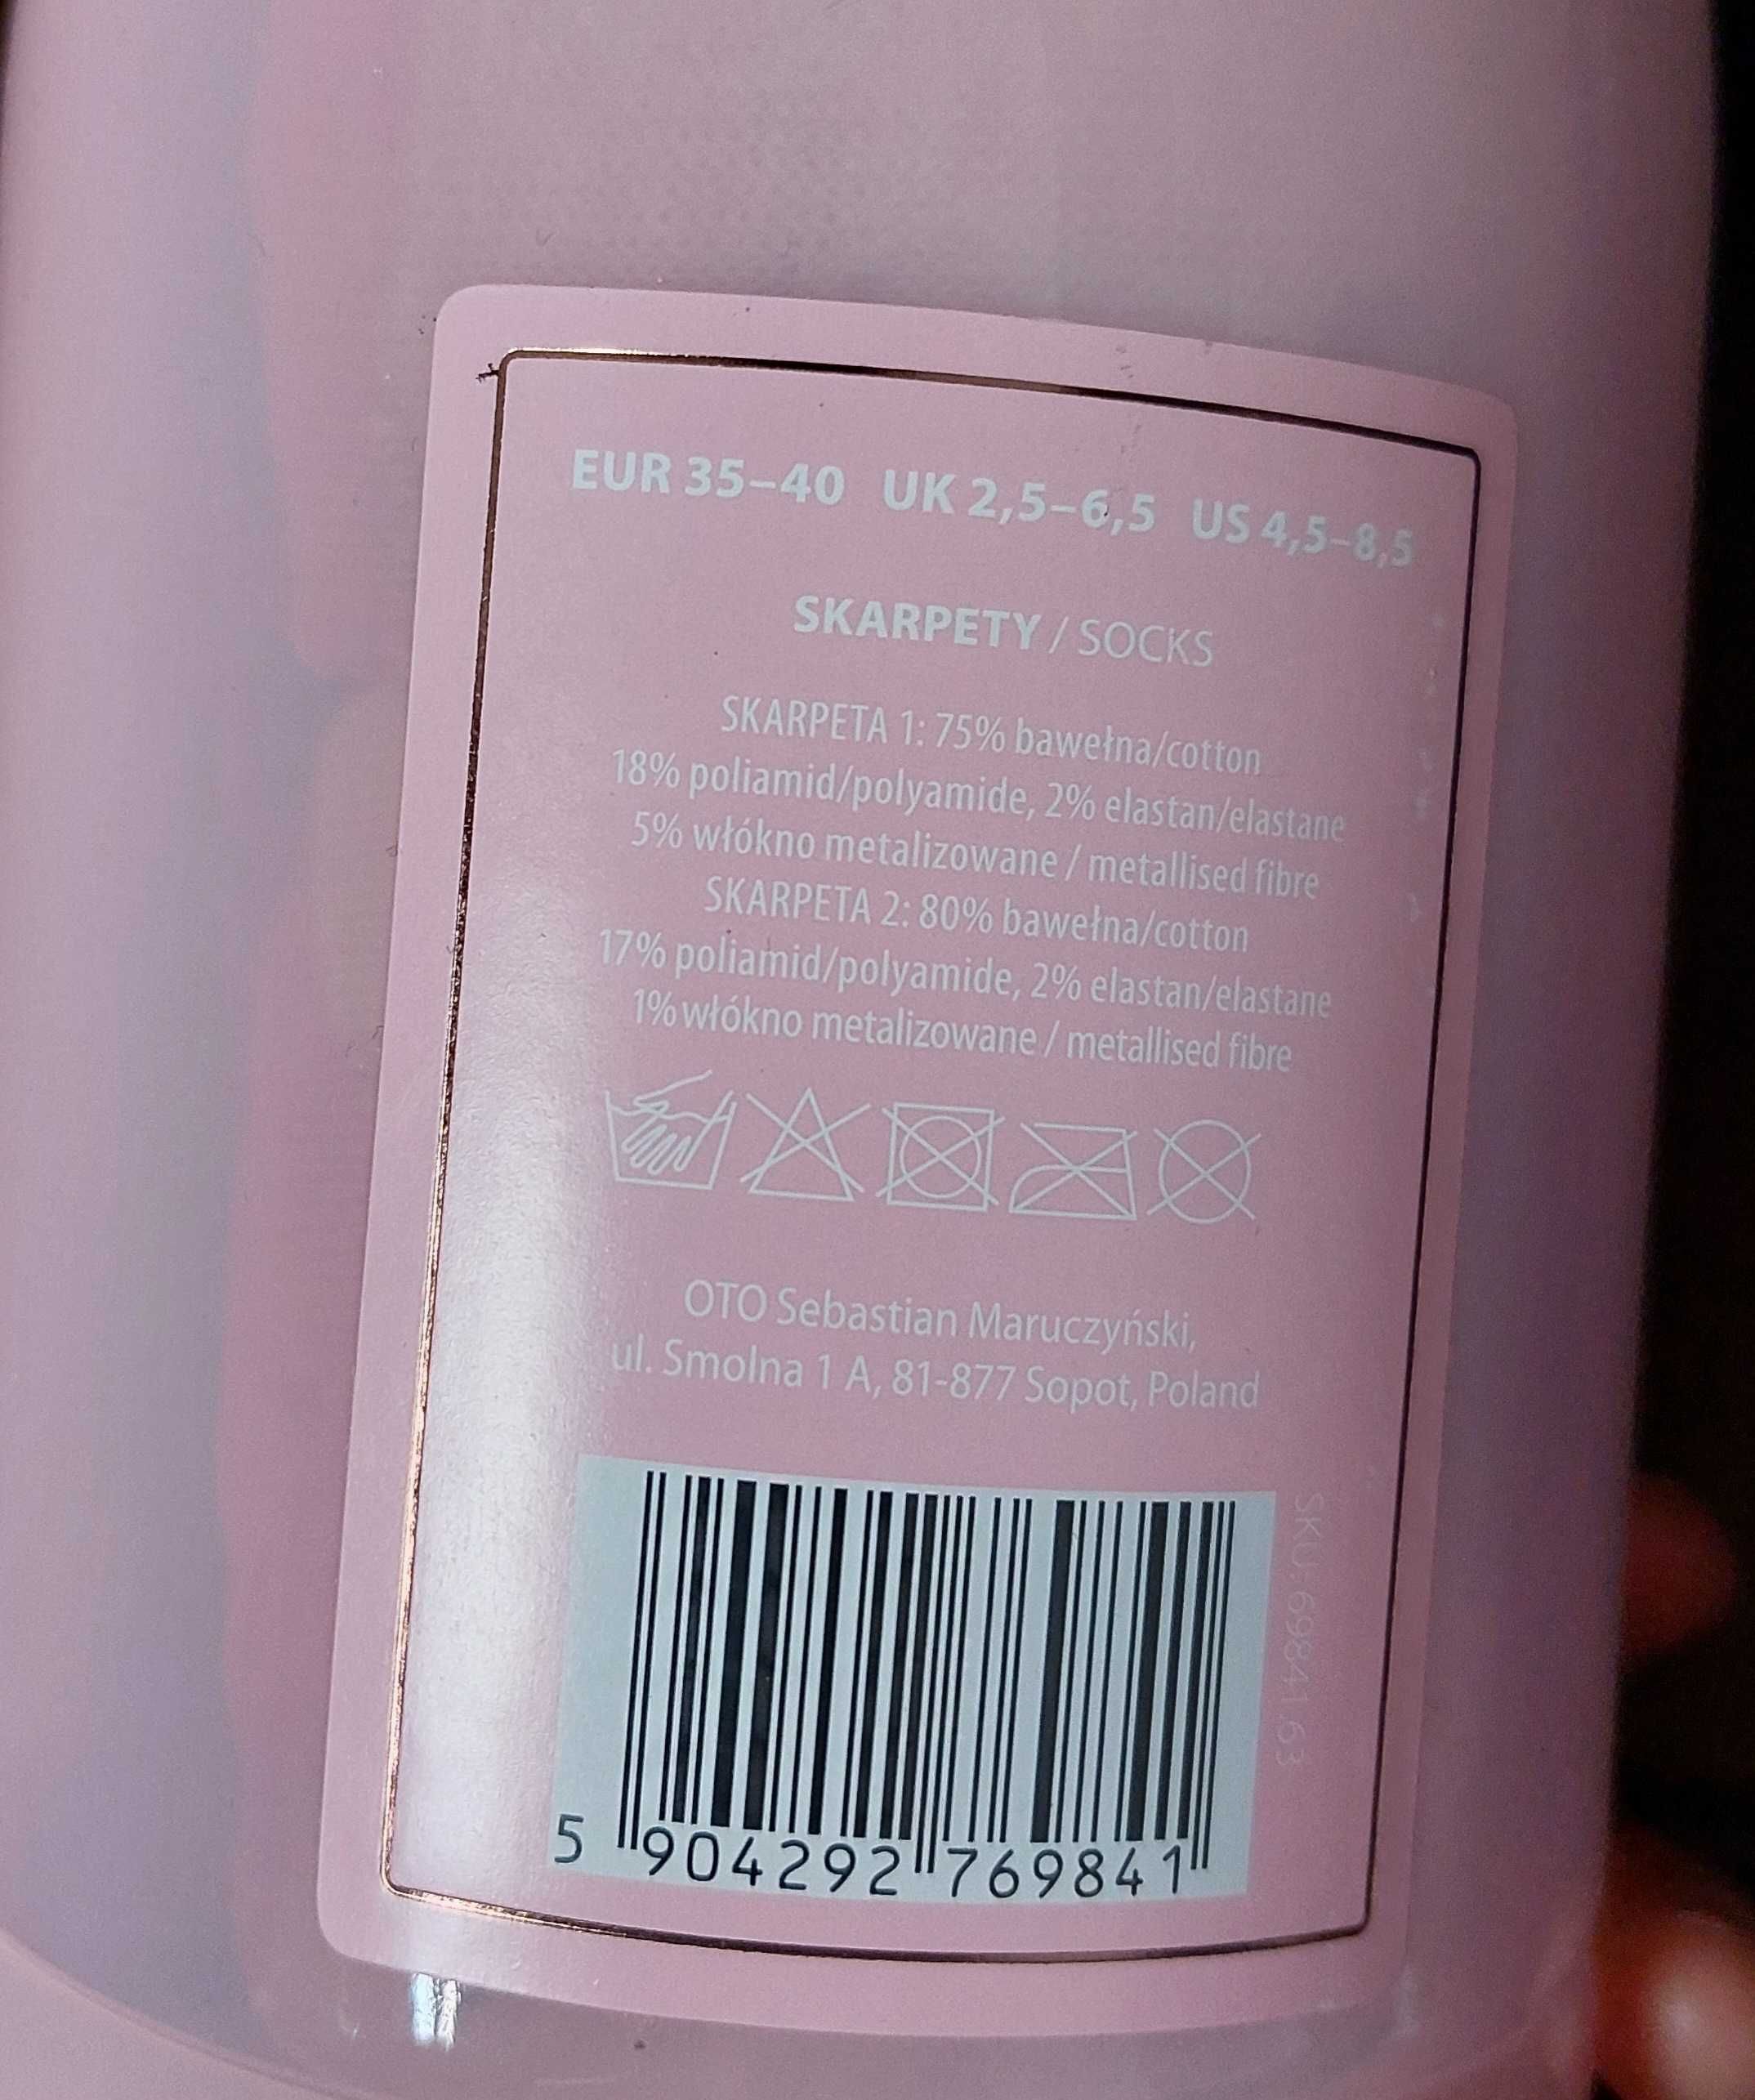 EUR 35–40 UK 2,5–6,5 US 4,5–8,5
SKARPETY / SOCKS
SKARPETA 1: 75% bawełna/cotton
18% poliamid/polyamide, 2% elastan/elastane
5% włókno metalizowane / metallised fibre
SKARPETA 2: 80% bawełna/cotton
17% poliamid/polyamide, 2% elastan/elastane
1% włókno metalizowane / metallised fibre
OTO Sebastian Maruczyński,
ul. Smolna 1 A, 81-877 Sopot, Poland
SKU: 69841.63
5 904292 769841